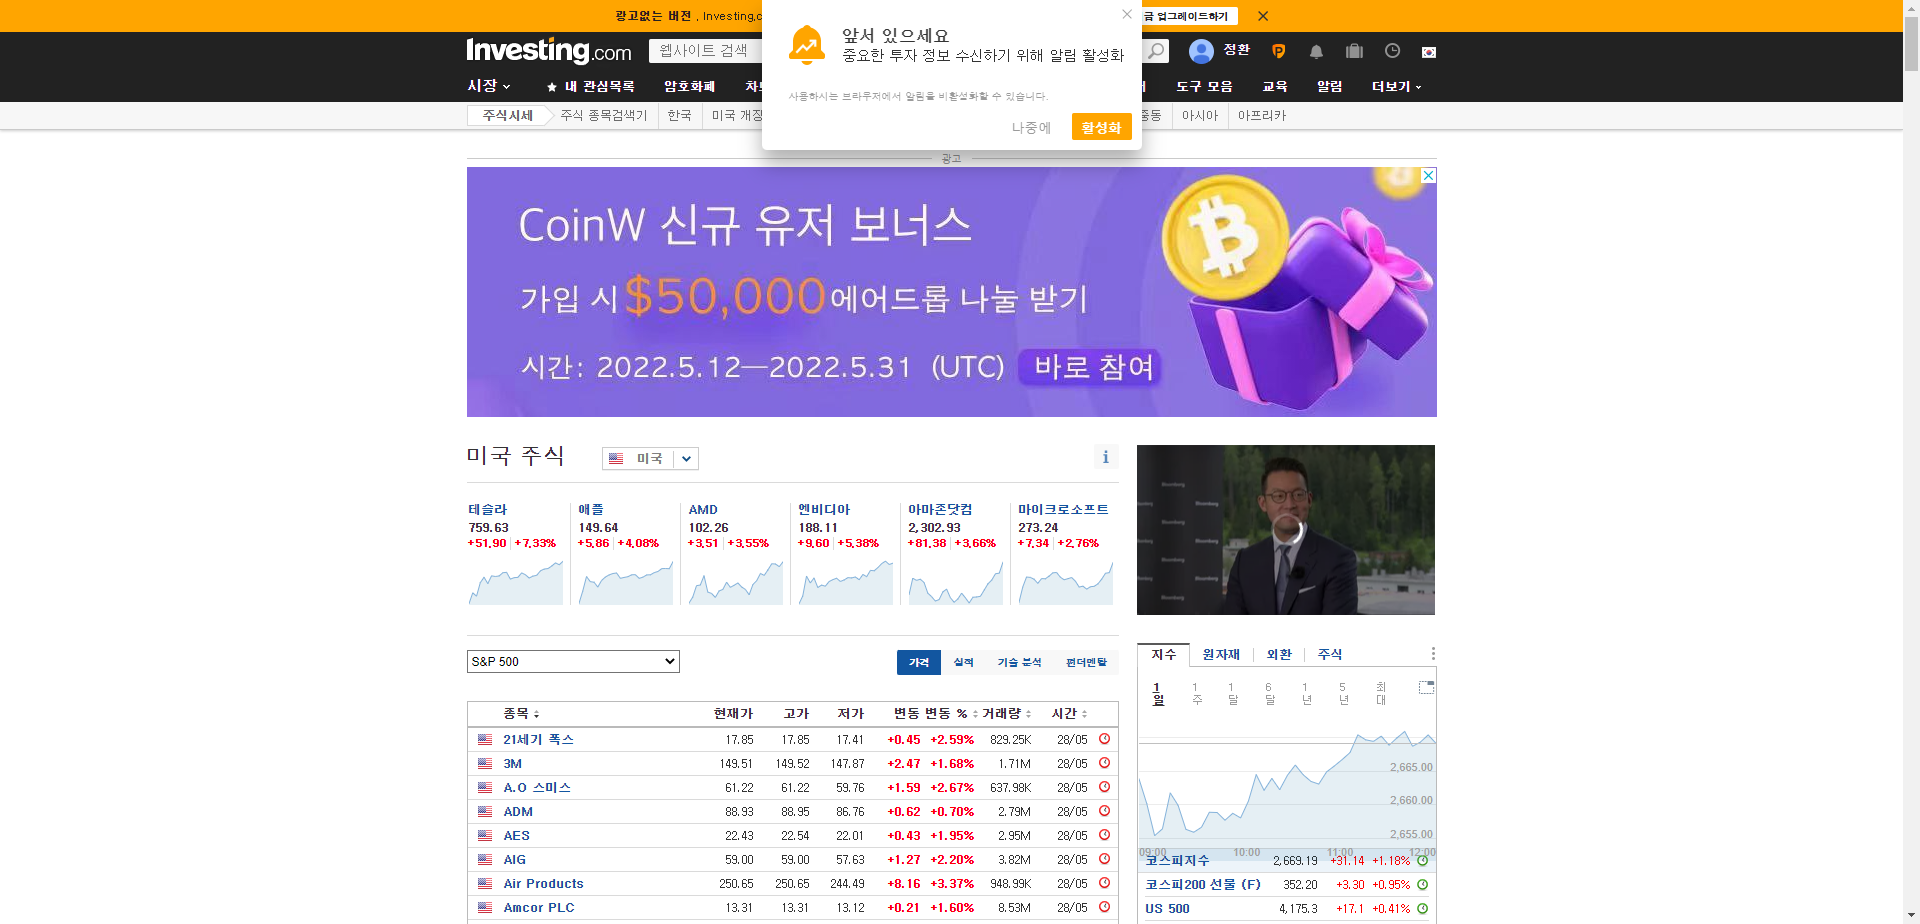 광고없는 버전 . Investing.c
금 업그레이드하기
앞서 있으세요
중요한 투자 정보 수신하기 위해 알림 활성화
사용하시는 브라우저에서 알림을 비활성화할 수 있습니다.
나중에
활성화
Investing.com
웹사이트 검색
정환
시장
내 관심목록
암호화폐
도구 모음
교육
알림
더보기
주식시세
주식 종목검색기
한국
미국 개장
중동
아시아
아프리카
광고
CoinW 신규 유저 보너스
가입 시 $50,000 에어드롭 나눌 받기
시간: 2022.5.12—2022.5.31 (UTC) 바로 참여
미국 주식
미국
i
테슬라 애플 AMD 엔비디아 아마존닷컴 마이크로소프트
759.63 149.64 102.26 188.11 2,302.93 273.24
+51.90 +7.33% +5.86 +4.08% +3.51 +3.55% +9.60 +5.38% +81.38 +3.66% +7.34 +2.76%
S&P 500
가격 실적 기술 분석 펀더멘탈
종목 현재가 고가 저가 변동 변동 % 거래량 시간
21세기 폭스 17.85 17.85 17.41 +0.45 +2.59% 829.25K 28/05
3M 149.51 149.52 147.87 +2.47 +1.68% 1.71M 28/05
A.O 스미스 61.22 61.22 59.76 +1.59 +2.67% 637.98K 28/05
ADM 88.93 88.95 86.76 +0.62 +0.70% 2.79M 28/05
AES 22.43 22.54 22.01 +0.43 +1.95% 2.95M 28/05
AIG 59.00 59.00 57.63 +1.27 +2.20% 3.82M 28/05
Air Products 250.65 250.65 244.49 +8.16 +3.37% 948.99K 28/05
Amcor PLC 13.31 13.31 13.12 +0.21 +1.60% 8.53M 28/05
Bloomberg
지수 원자재 외환 주식
1일 1주 1달 6달 1년 5년 최대
2,665.00
2,660.00
2,655.00
09:00 10:00 11:00 12:00
코스피지수 2,669.19 +31.14 +1.18%
코스피200 선물 (F) 352.20 +3.30 +0.95%
US 500 4,175.3 +17.1 +0.41%